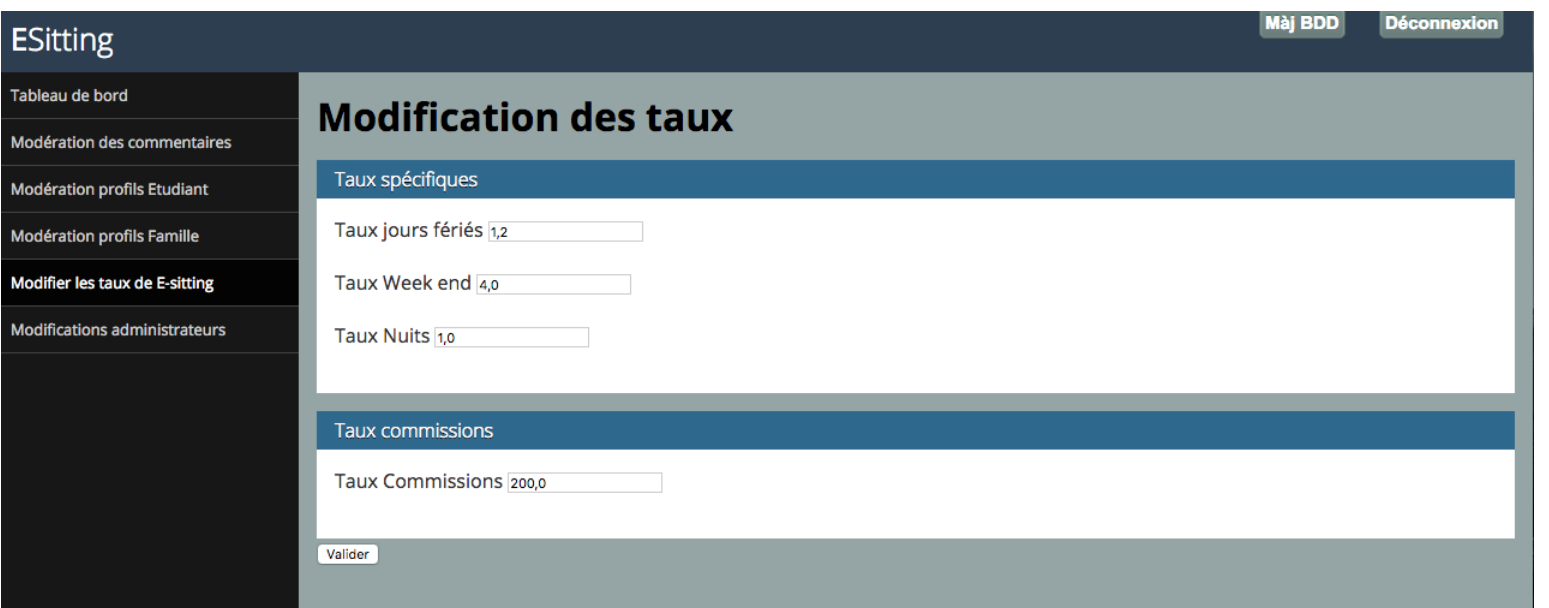 ESitting
Màj BDD
Déconnexion
Tableau de bord
Modération des commentaires
Modération profils Etudiant
Modération profils Famille
Modifier les taux de E-sitting
Modifications administrateurs
Modification des taux
Taux spécifiques
Taux jours fériés 1,2
Taux Week end 4,0
Taux Nuits 1,0
Taux commissions
Taux Commissions 200,0
Valider